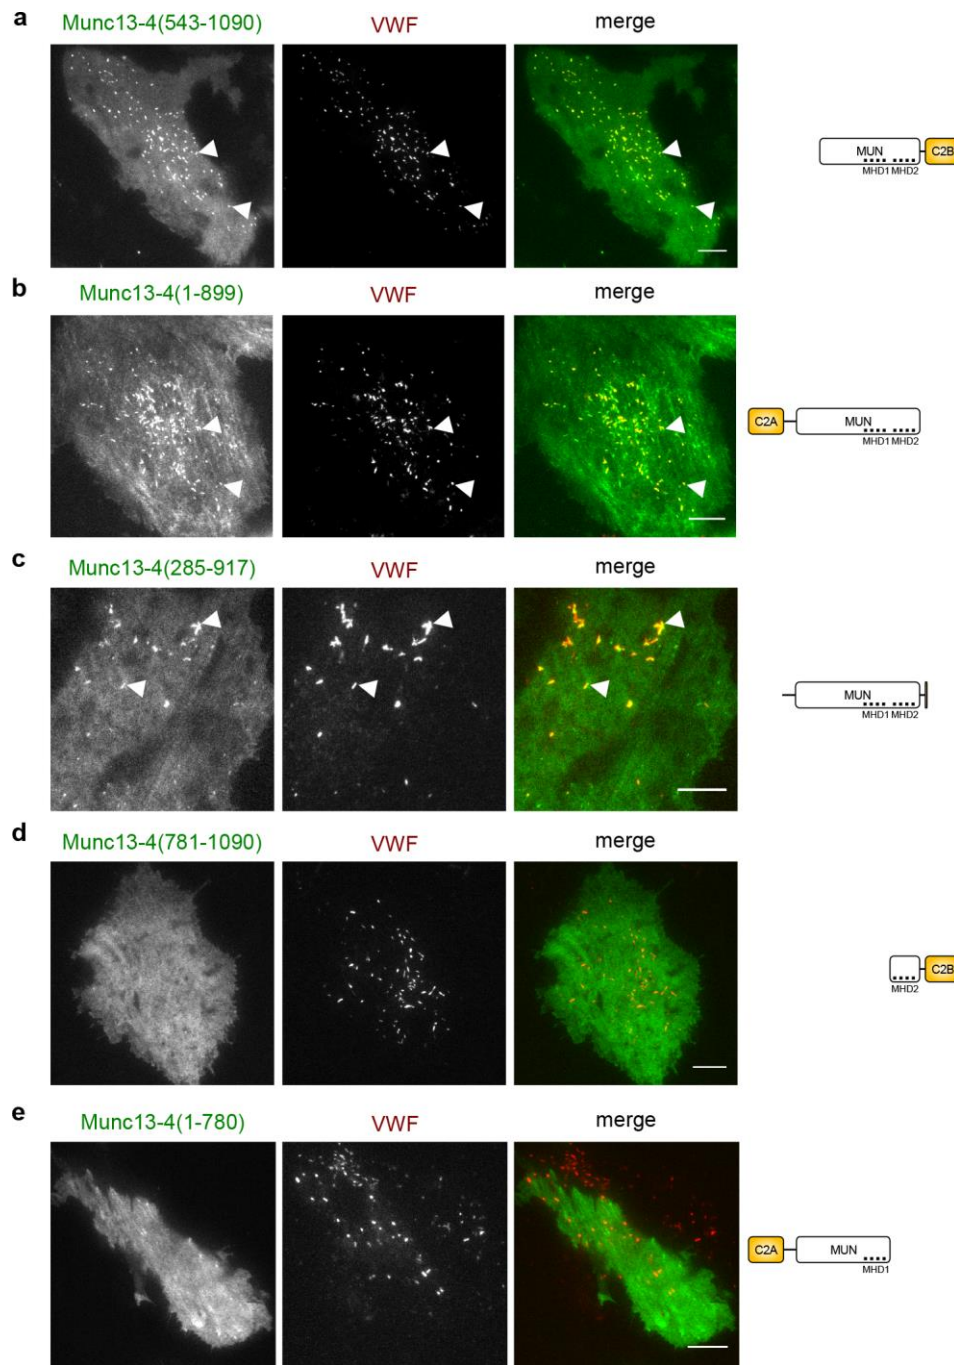 a
Munc13-4(543-1090) VWF merge
MUN C2B
MHD1 MHD2
b
Munc13-4(1-899) VWF merge
C2A MUN
MHD1 MHD2
c
Munc13-4(285-917) VWF merge
MUN
MHD1 MHD2
d
Munc13-4(781-1090) VWF merge
C2B
MHD2
e
Munc13-4(1-780) VWF merge
C2A MUN
MHD1